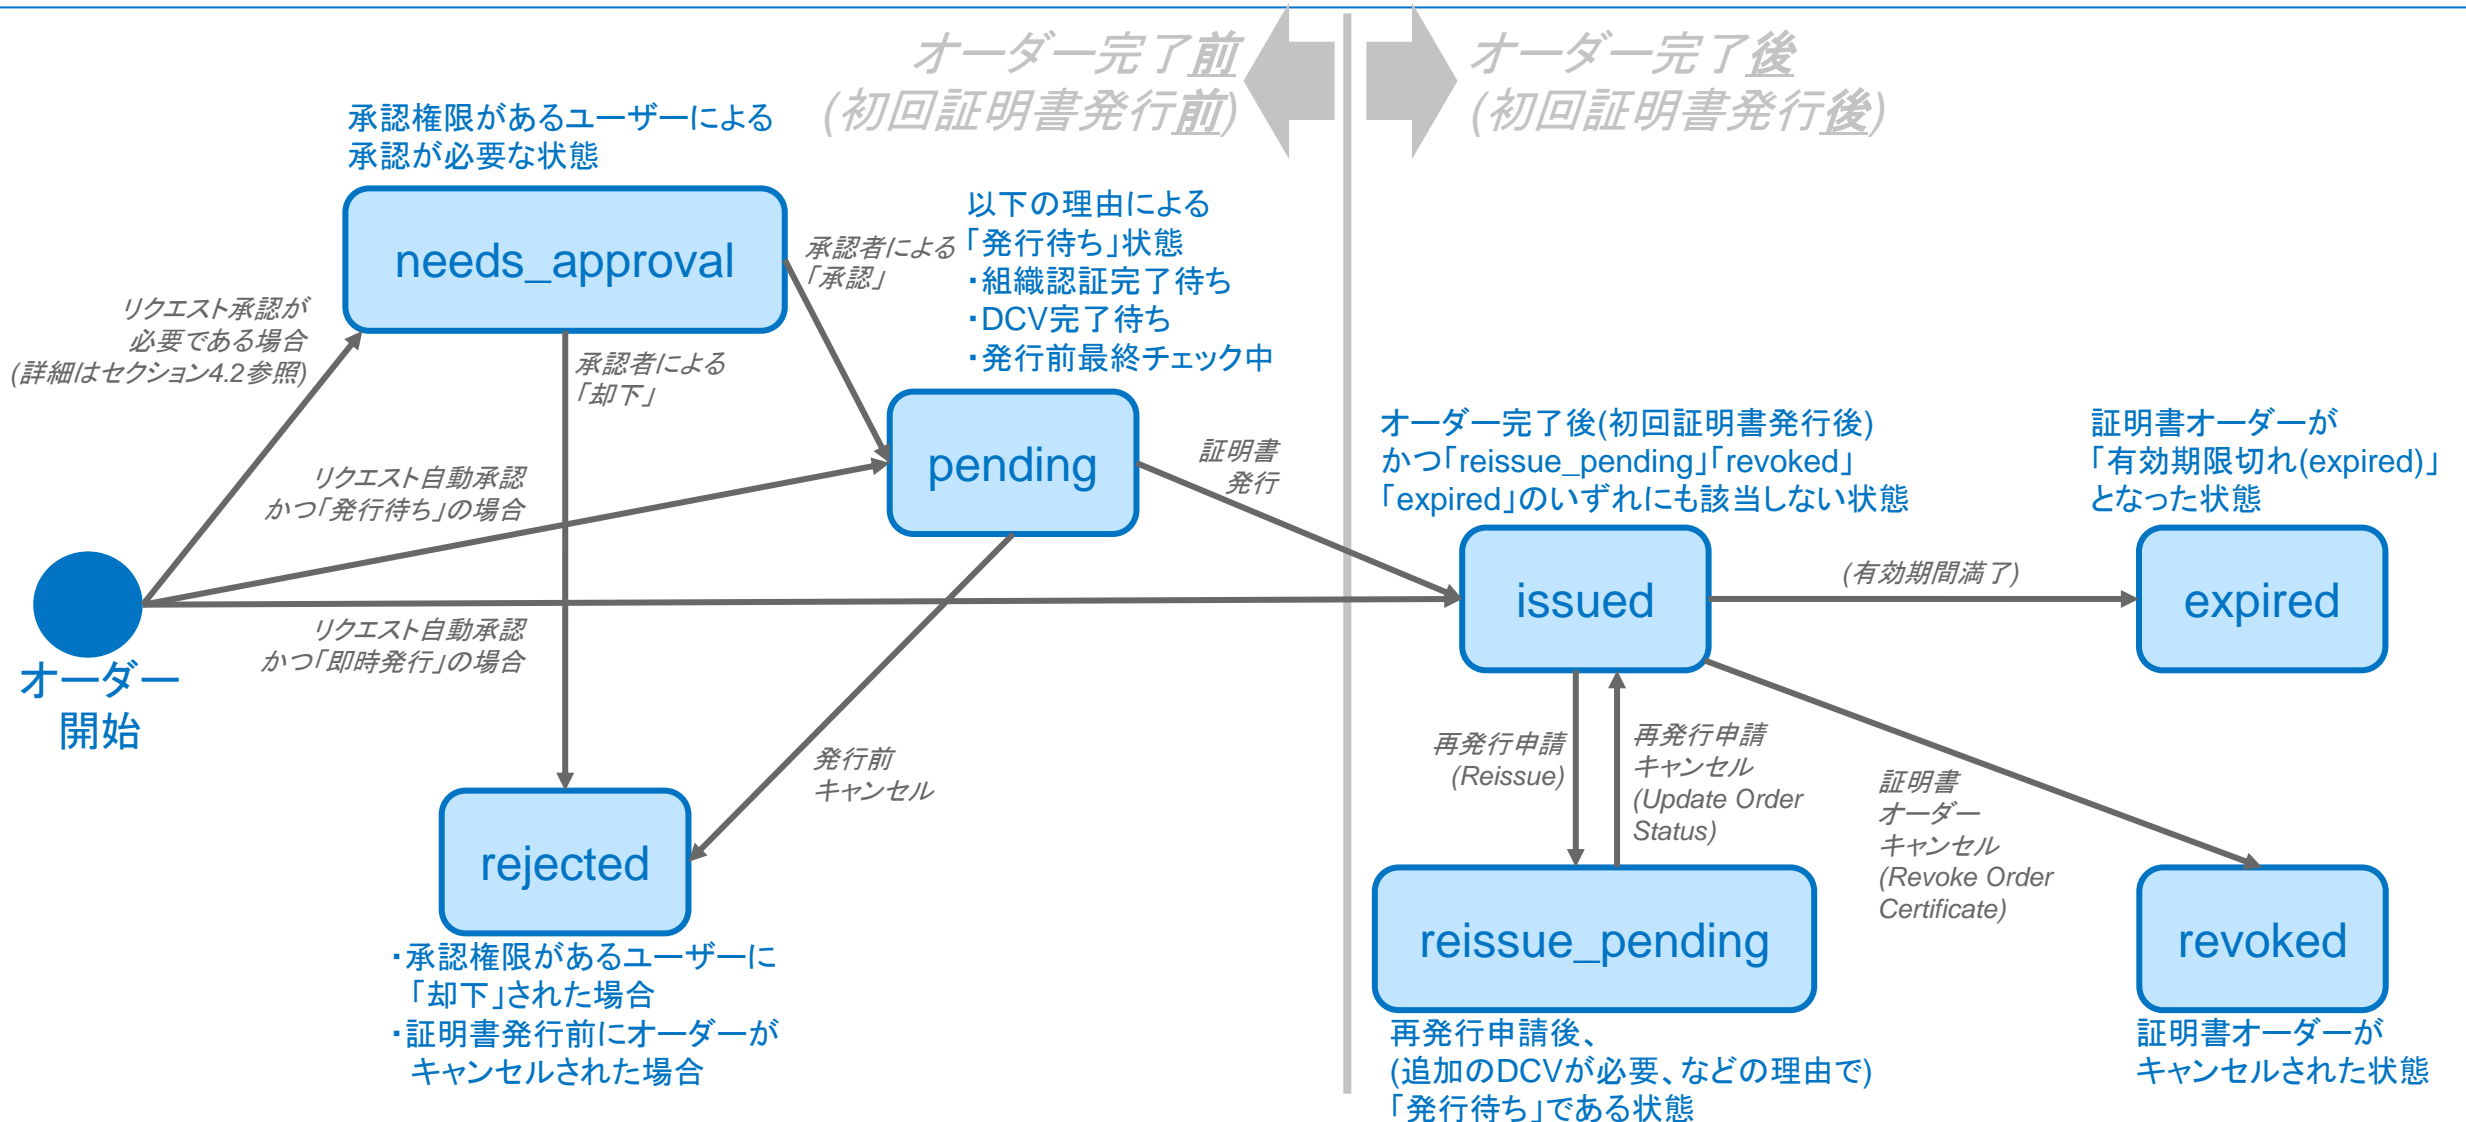 オーダー完了前
(初回証明書発行前)
オーダー完了後
(初回証明書発行後)
承認権限があるユーザーによる
承認が必要な状態
needs_approval
承認者による
「承認」
以下の理由による
「発行待ち」状態
・組織認証完了待ち
・DCV完了待ち
・発行前最終チェック中
リクエスト承認が
必要である場合
(詳細はセクション4.2参照)
承認者による
「却下」
pending
リクエスト自動承認
かつ「発行待ち」の場合
証明書
発行
オーダー完了後(初回証明書発行後)
かつ「reissue_pending」「revoked」
「expired」のいずれにも該当しない状態
証明書オーダーが
「有効期限切れ(expired)」
となった状態
issued
(有効期間満了)
expired
オーダー
開始
リクエスト自動承認
かつ「即時発行」の場合
発行前
キャンセル
再発行申請
(Reissue)
再発行申請
キャンセル
(Update Order
Status)
証明書
オーダー
キャンセル
(Revoke Order
Certificate)
rejected
・承認権限があるユーザーに
「却下」された場合
・証明書発行前にオーダーが
キャンセルされた場合
reissue_pending
再発行申請後、
(追加のDCVが必要、などの理由で)
「発行待ち」である状態
revoked
証明書オーダーが
キャンセルされた状態